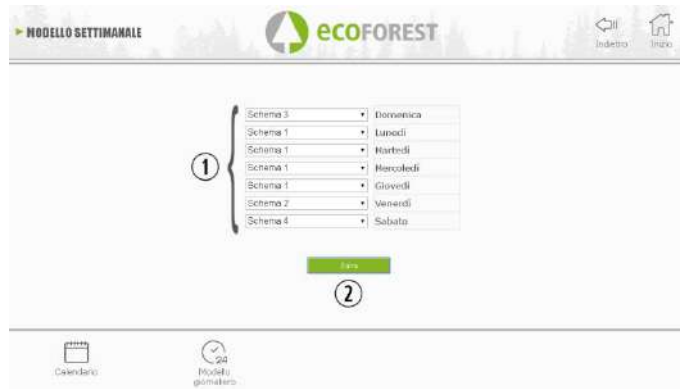 MODELLO SETTIMANALE
ecoFOREST
Indietro
Inizio
Schema 3 Domenica
Schema 1 Lunedì
Schema 1 Martedì
1
Schema 1 Mercoledì
Schema 1 Giovedì
Schema 2 Venerdì
Schema 4 Sabato
2
Calendario
24
Modello
giornaliero